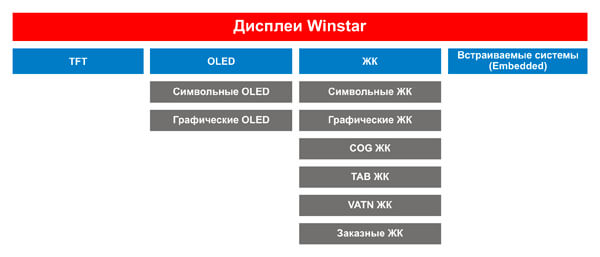 Дисплеи Winstar
TFT
OLED
ЖК
Встраиваемые системы
(Embedded)
Символьные OLED
Символьные ЖК
Графические OLED
Графические ЖК
COG ЖК
TAB ЖК
VATN ЖК
Заказные ЖК